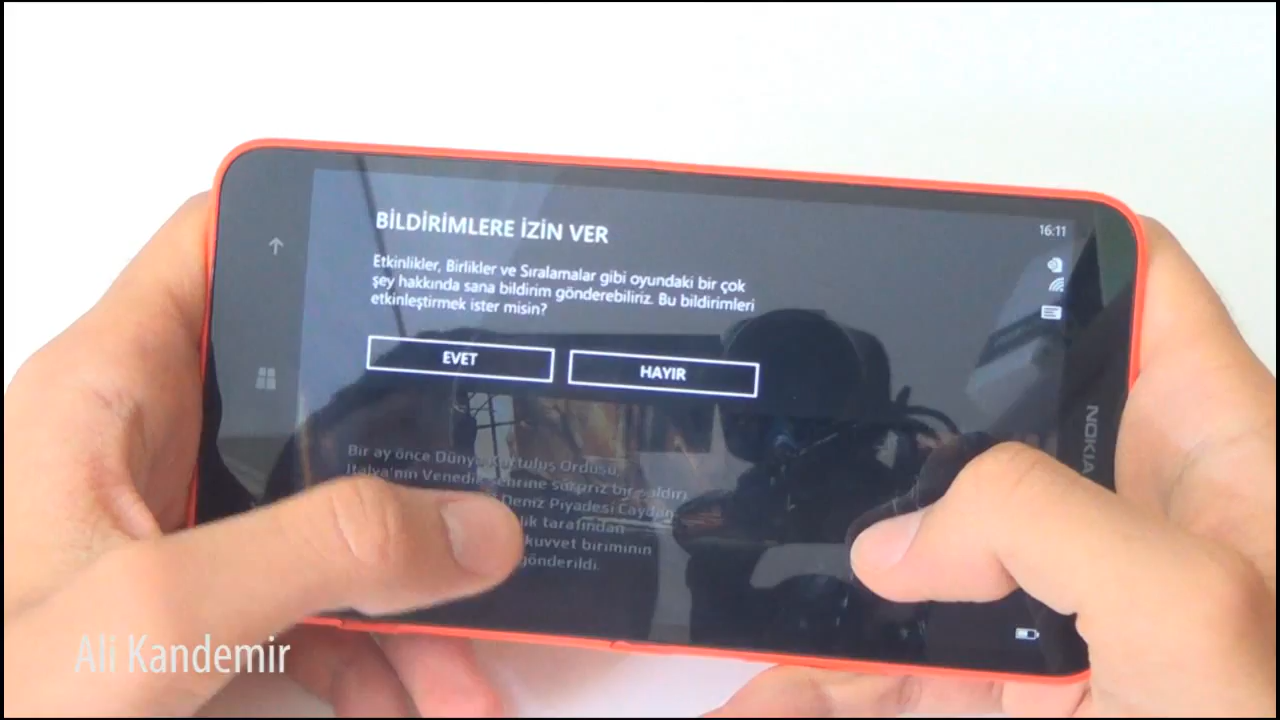 BİLDİRİMLERE İZİN VER
16:11
Etkinlikler, Birlikler ve Sıralamalar gibi oyundaki bir çok
şey hakkında sana bildirim gönderebiliriz. Bu bildirimleri
etkinleştirmek ister misin?
EVET
HAYIR
NOKIA
Bir ay önce Dünya Kurtuluş Ordusu,
İtalya'nın Venedik şehrine sürpriz bir saldırı
Deniz Piyadesi Caydan
lik tarafından
kuvvet biriminin
gönderildi.
Ali Kandemir